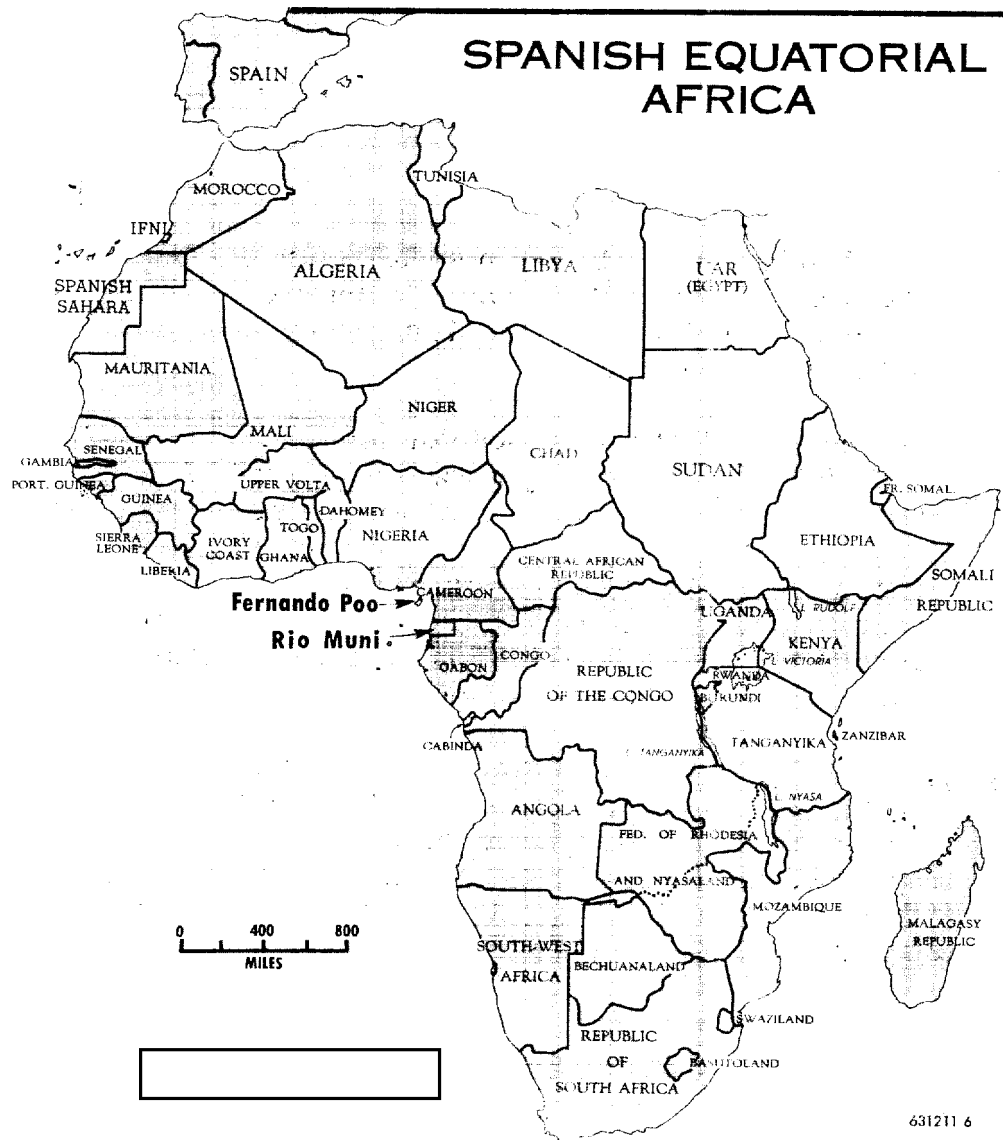 SPANISH EQUATORIAL
AFRICA
SPAIN
TUNISIA
MOROCCO
IFNI
ALGERIA
LIBYA
UAR
(EGYPT)
SPANISH
SAHARA
MAURITANIA
NIGER
MALI
CHAD
SUDAN
SENEGAL
GAMBIA
PORT. GUINEA
GUINEA
UPPER VOLTA
FR. SOMAL.
DAHOMEY
TOGO
NIGERIA
SIERRA
LEONE
IVORY
COAST
GHANA
LIBERIA
ETHIOPIA
CENTRAL AFRICAN
REPUBLIC
SOMALI
REPUBLIC
CAMEROON
Fernando Poo
UGANDA
L. RUDOLF
Rio Muni
KENYA
CONGO
GABON
L. VICTORIA
REPUBLIC
OF THE CONGO
RWANDA
BURUNDI
CABINDA
L. TANGANYIKA
TANGANYIKA
ZANZIBAR
L. NYASA
ANGOLA
FED. OF RHODESIA
AND NYASALAND
MOZAMBIQUE
MALAGASY
REPUBLIC
0 400 800
MILES
SOUTH-WEST
AFRICA
BECHUANALAND
SWAZILAND
REPUBLIC
OF
SOUTH AFRICA
BASUTOLAND
631211 6